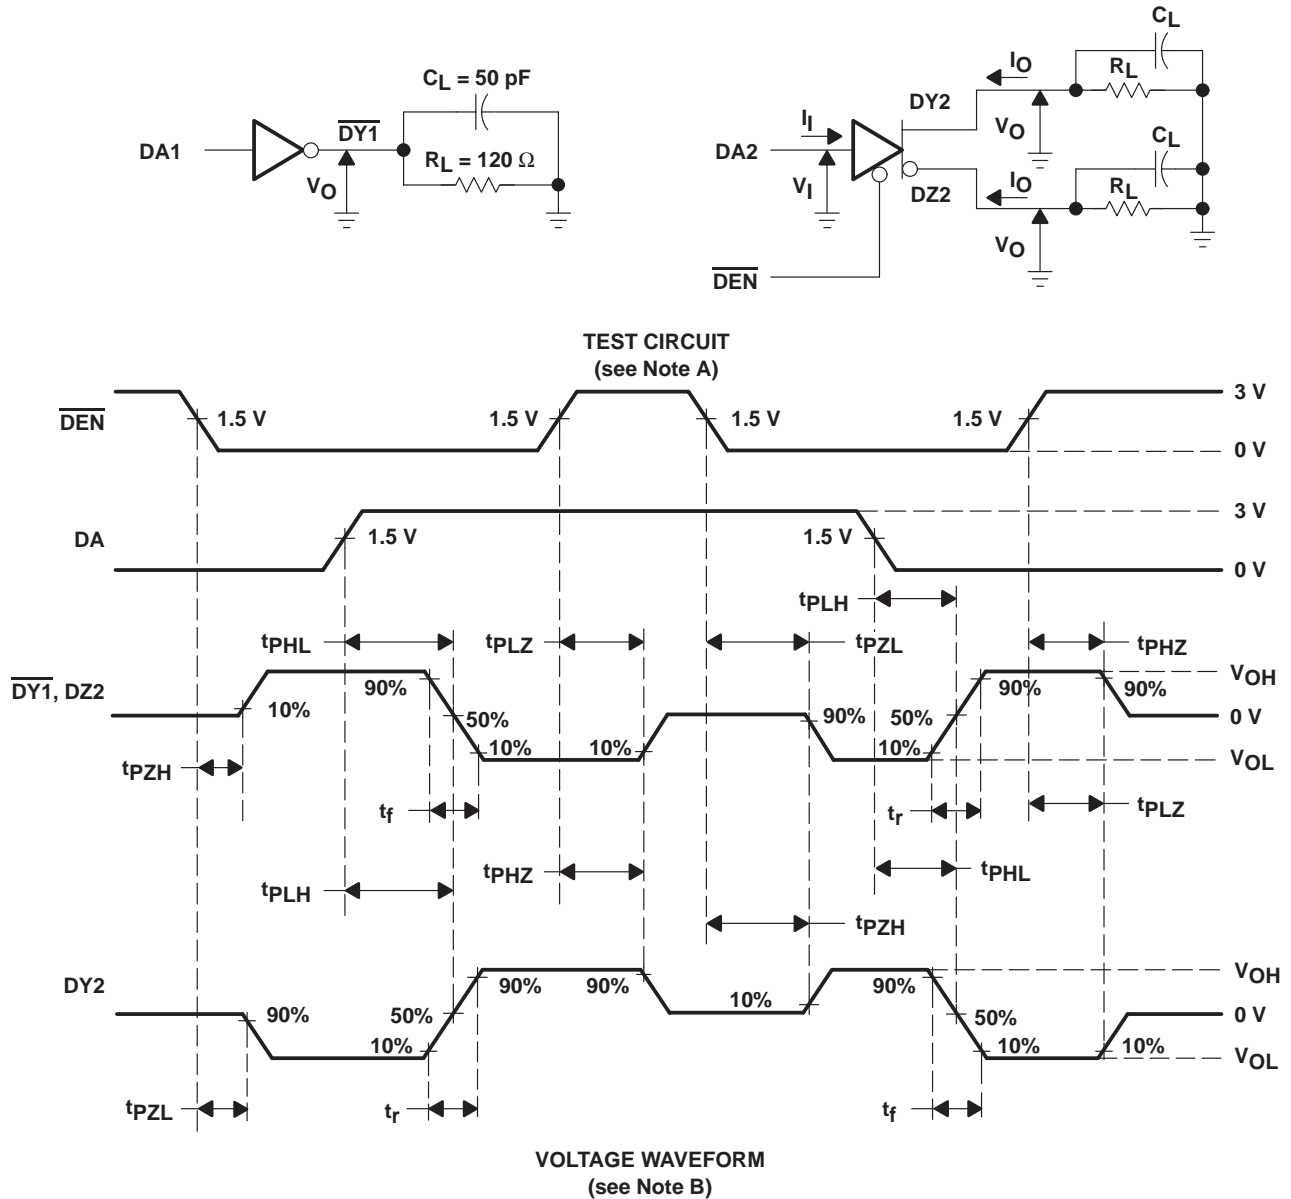 CL = 50 pF
DA1
DY1
RL = 120 Ω
VO
CL
IO
RL
DY2
II
VO
CL
DA2
IO
RL
VI
DZ2
VO
DEN
TEST CIRCUIT
(see Note A)
3 V
DEN
1.5 V
1.5 V
1.5 V
1.5 V
0 V
3 V
DA
1.5 V
1.5 V
0 V
tPLH
tPHL
tPLZ
tPZL
tPHZ
VOH
DY1, DZ2
90%
90%
90%
10%
50%
90%
50%
0 V
10%
10%
10%
VOL
tPZH
tf
tr
tPLZ
tPHZ
tPHL
tPLH
tPZH
VOH
DY2
90%
90%
90%
10%
90%
50%
50%
0 V
10%
10%
10%
VOL
tPZL
tr
tf
VOLTAGE WAVEFORM
(see Note B)